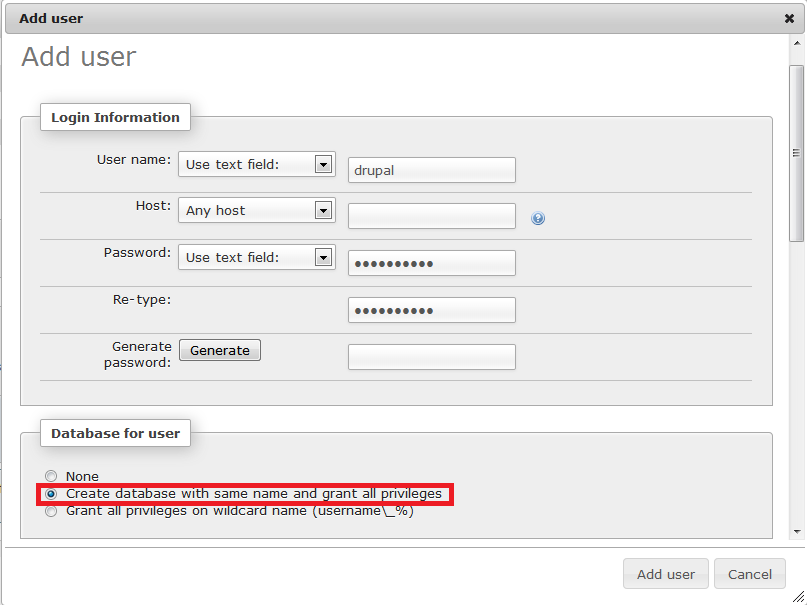 Add user
Add user
Login Information
User name: Use text field: drupal
Host: Any host
Password: Use text field: ●●●●●●●●●●
Re-type: ●●●●●●●●●●
Generate
password: Generate
Database for user
None
Create database with same name and grant all privileges
Grant all privileges on wildcard name (username\_%)
Add user Cancel